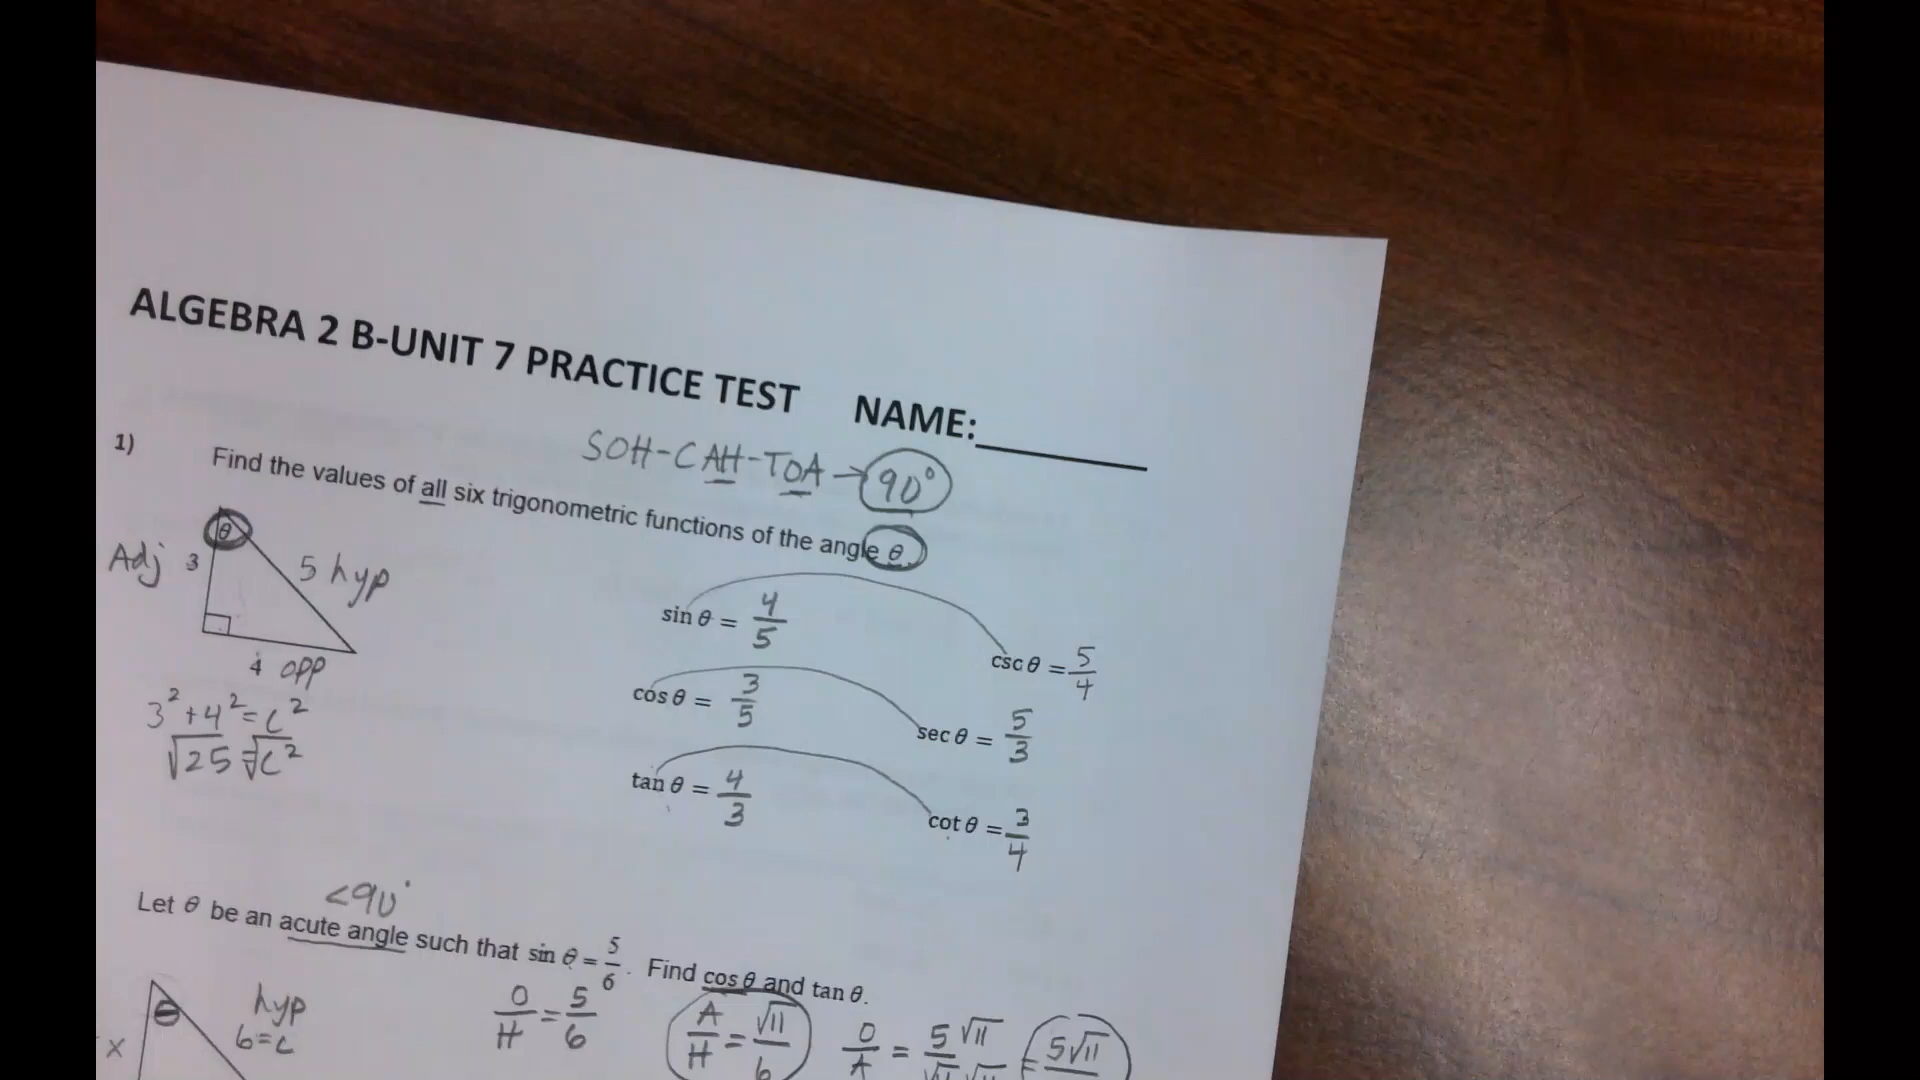 ALGEBRA 2 B-UNIT 7 PRACTICE TEST NAME:_______
SOH-CAH-TOA → 90°
1) Find the values of all six trigonometric functions of the angle θ.
θ
Adj 3
5 hyp
4 opp
3² + 4² = c²
√25 = √c²
sin θ = 4/5
csc θ = 5/4
cos θ = 3/5
sec θ = 5/3
tan θ = 4/3
cot θ = 3/4
<90°
Let θ be an acute angle such that sin θ = 5/6. Find cos θ and tan θ.
θ
hyp
6 = c
x
O/H = 5/6
A/H = √11/6
O/A = 5 √11
= 5√11